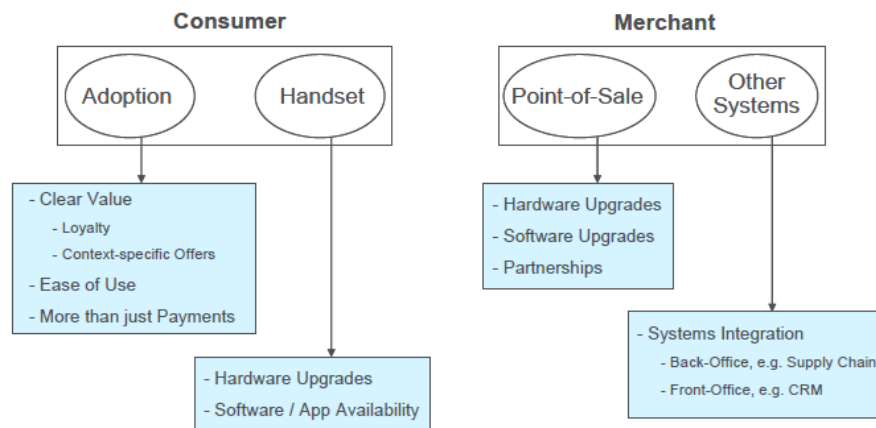 Consumer
Adoption
Handset
- Clear Value
- Loyalty
- Context-specific Offers
- Ease of Use
- More than just Payments
- Hardware Upgrades
- Software / App Availability
Merchant
Point-of-Sale
Other
Systems
- Hardware Upgrades
- Software Upgrades
- Partnerships
- Systems Integration
- Back-Office, e.g. Supply Chain
- Front-Office, e.g. CRM